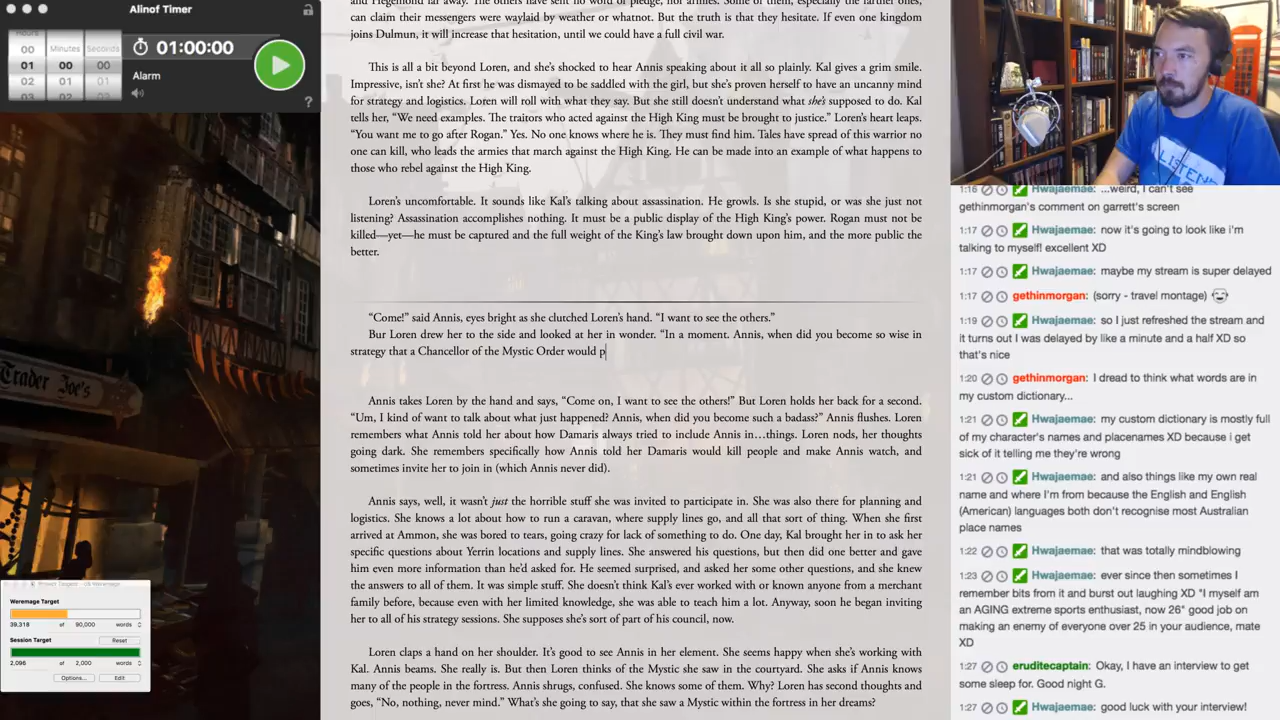 Alinof Timer
Hours
Minutes
Seconds
00
01
00
00
02
01
01
03
02
02
01:00:00
Alarm
?
Trader Joe's
Project Targets - 05 Weremage
Weremage Target
39,318 of 90,000 words
Session Target
Reset
2,096 of 2,000 words
Options...
Edit
and Hegemond far away. The others have sent no word of pledge, nor armies. Some of them, especially the farther ones,
can claim their messengers were waylaid by weather or whatnot. But the truth is that they hesitate. If even one kingdom
joins Dulmun, it will increase that hesitation, until we could have a full civil war.
This is all a bit beyond Loren, and she's shocked to hear Annis speaking about it all so plainly. Kal gives a grim smile.
Impressive, isn't she? At first he was dismayed to be saddled with the girl, but she's proven herself to have an uncanny mind
for strategy and logistics. Loren will roll with what they say. But she still doesn't understand what she's supposed to do. Kal
tells her, “We need examples. The traitors who acted against the High King must be brought to justice.” Loren's heart leaps.
“You want me to go after Rogan.” Yes. No one knows where he is. They must find him. Tales have spread of this warrior no
one can kill, who leads the armies that march against the High King. He can be made into an example of what happens to
those who rebel against the High King.
Loren's uncomfortable. It sounds like Kal's talking about assassination. He growls. Is she stupid, or was she just not
listening? Assassination accomplishes nothing. It must be a public display of the High King's power. Rogan must not be
killed—yet—he must be captured and the full weight of the King's law brought down upon him, and the more public the
better.
“Come!” said Annis, eyes bright as she clutched Loren's hand. “I want to see the others.”
But Loren drew her to the side and looked at her in wonder. “In a moment. Annis, when did you become so wise in
strategy that a Chancellor of the Mystic Order would p
Annis takes Loren by the hand and says, “Come on, I want to see the others!” But Loren holds her back for a second.
“Um, I kind of want to talk about what just happened? Annis, when did you become such a badass?” Annis flushes. Loren
remembers what Annis told her about how Damaris always tried to include Annis in…things. Loren nods, her thoughts
going dark. She remembers specifically how Annis told her Damaris would kill people and make Annis watch, and
sometimes invite her to join in (which Annis never did).
Annis says, well, it wasn't just the horrible stuff she was invited to participate in. She was also there for planning and
logistics. She knows a lot about how to run a caravan, where supply lines go, and all that sort of thing. When she first
arrived at Ammon, she was bored to tears, going crazy for lack of something to do. One day, Kal brought her in to ask her
specific questions about Yerrin locations and supply lines. She answered his questions, but then did one better and gave
him even more information than he'd asked for. He seemed surprised, and asked her some other questions, and she knew
the answers to all of them. It was simple stuff. She doesn't think Kal's ever worked with or known anyone from a merchant
family before, because even with her limited knowledge, she was able to teach him a lot. Anyway, soon he began inviting
her to all of his strategy sessions. She supposes she's sort of part of his council, now.
Loren claps a hand on her shoulder. It's good to see Annis in her element. She seems happy when she's working with
Kal. Annis beams. She really is. But then Loren thinks of the Mystic she saw in the courtyard. She asks if Annis knows
many of the people in the fortress. Annis shrugs, confused. She knows some of them. Why? Loren has second thoughts and
goes, “No, nothing, never mind.” What's she going to say, that she saw a Mystic within the fortress in her dreams?
LISTEN
1:16 Hwajaemae: ...weird, I can't see
gethinmorgan's comment on garrett's screen
1:17 Hwajaemae: now it's going to look like i'm
talking to myself! excellent XD
1:17 Hwajaemae: maybe my stream is super delayed
1:17 gethinmorgan: (sorry - travel montage)
1:19 Hwajaemae: so I just refreshed the stream and
it turns out I was delayed by like a minute and a half XD so
that's nice
1:20 gethinmorgan: I dread to think what words are in
my custom dictionary...
1:21 Hwajaemae: my custom dictionary is mostly full
of my character's names and placenames XD because i get
sick of it telling me they're wrong
1:21 Hwajaemae: and also things like my own real
name and where I'm from because the English and English
(American) languages both don't recognise most Australian
place names
1:22 Hwajaemae: that was totally mindblowing
1:23 Hwajaemae: ever since then sometimes I
remember bits from it and burst out laughing XD "I myself am
an AGING extreme sports enthusiast, now 26" good job on
making an enemy of everyone over 25 in your audience, mate
XD
1:27 eruditecaptain: Okay, I have an interview to get
some sleep for. Good night G.
1:27 Hwajaemae: good luck with your interview!